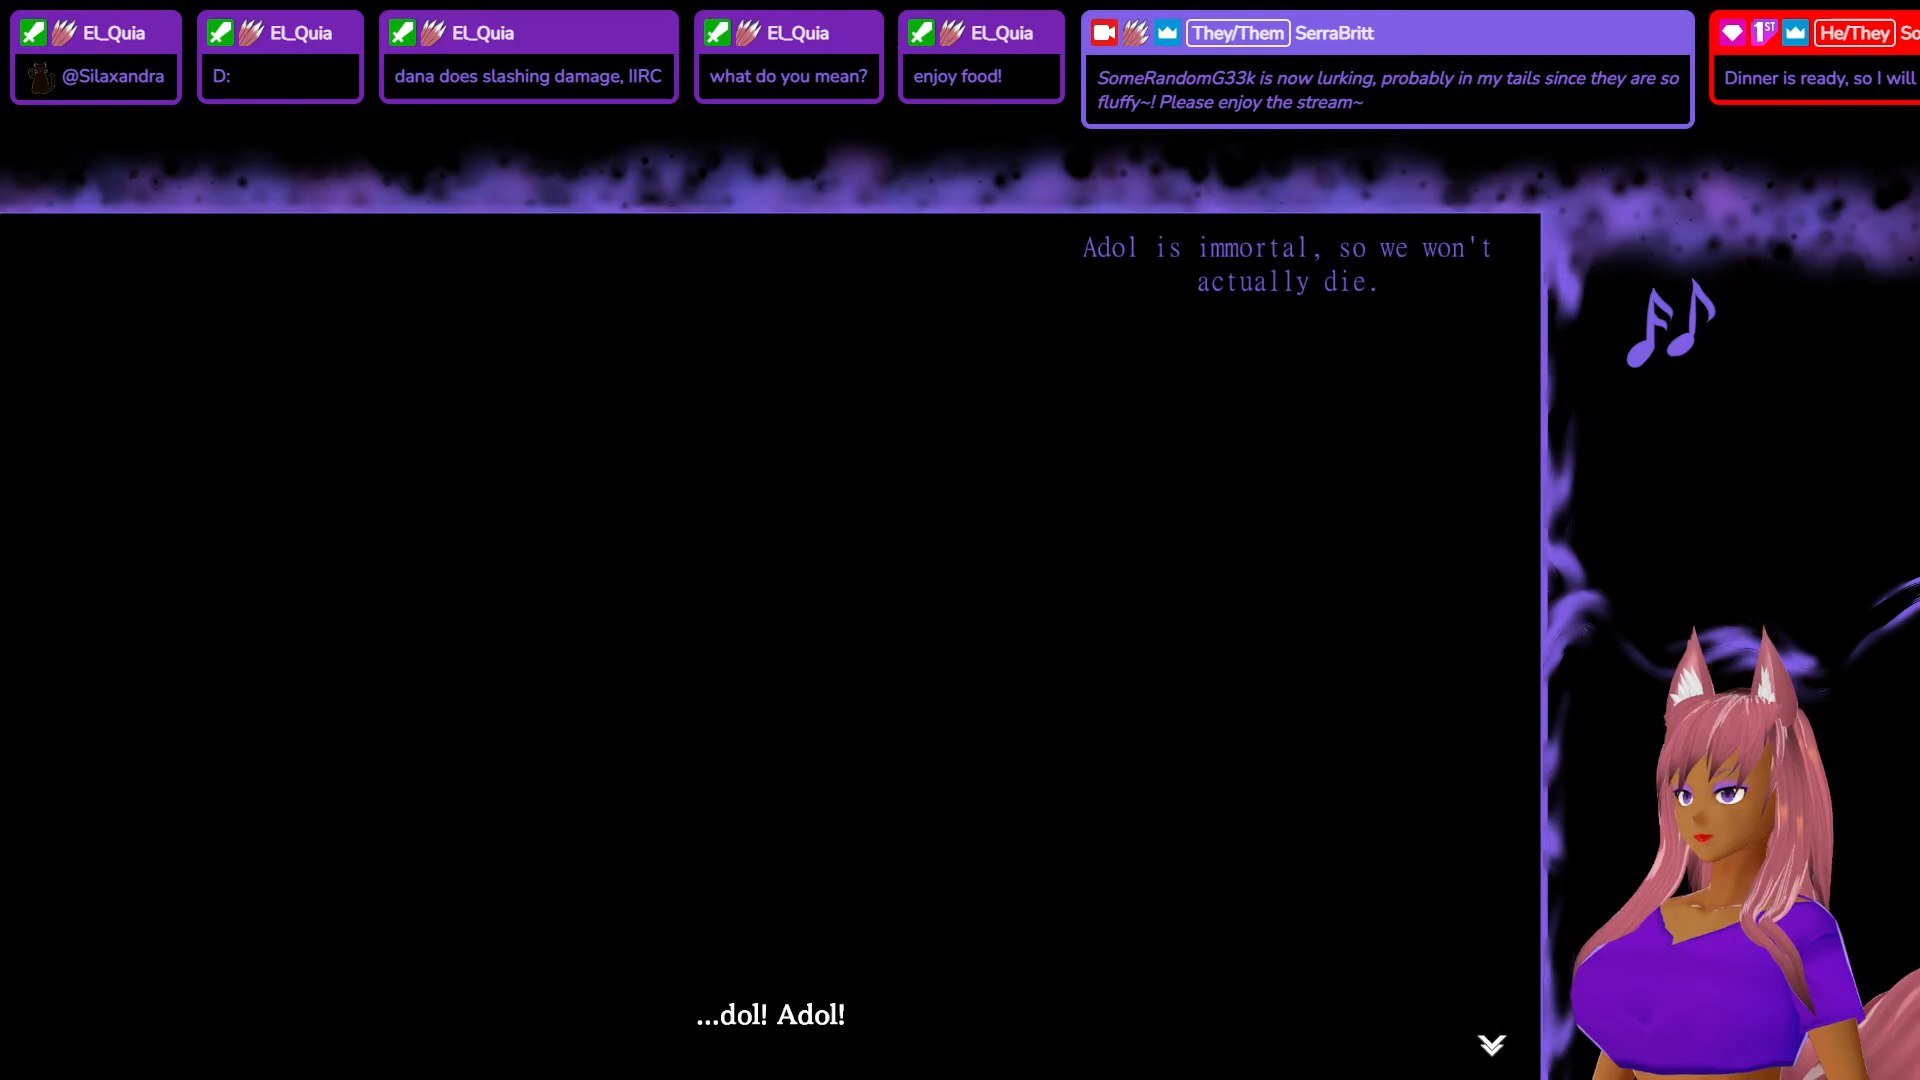 El_Quia
@Silaxandra
El_Quia
D:
El_Quia
dana does slashing damage, IIRC
El_Quia
what do you mean?
El_Quia
enjoy food!
They/Them SerraBritt
SomeRandomG33k is now lurking, probably in my tails since they are so
fluffy~! Please enjoy the stream~
1ST He/They So
Dinner is ready, so I will
Adol is immortal, so we won't
actually die.
...dol! Adol!